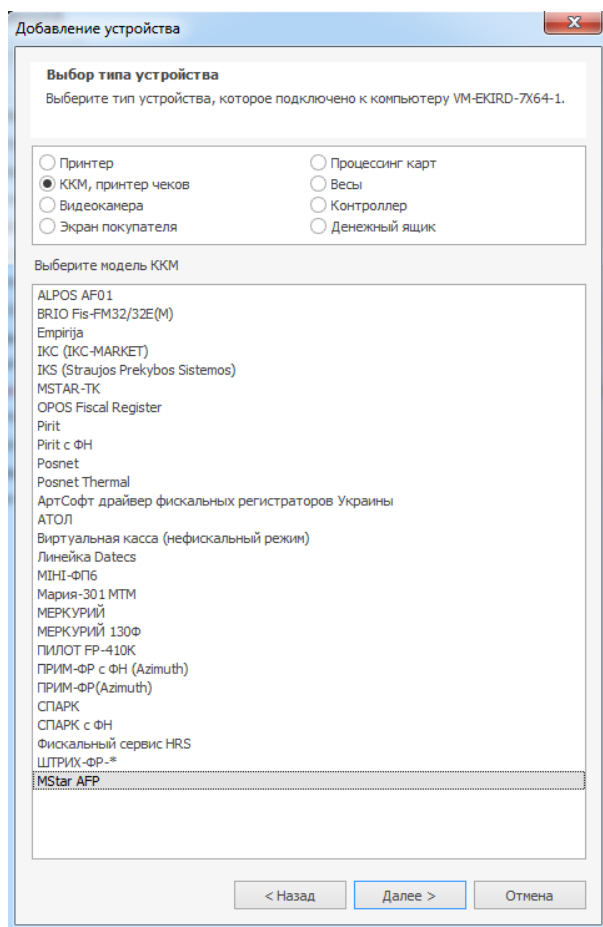 Добавление устройства
Выбор типа устройства
Выберите тип устройства, которое подключено к компьютеру VM-EKIRD-7X64-1.
Принтер
Процессинг карт
ККМ, принтер чеков
Весы
Видеокамера
Контроллер
Экран покупателя
Денежный ящик
Выберите модель ККМ
ALPOS AF01
BRIO Fis-FM32/32E(M)
Empirija
IKC (IKC-MARKET)
IKS (Straujos Prekybos Sistemos)
MSTAR-TK
OPOS Fiscal Register
Pirit
Pirit с ФН
Posnet
Posnet Thermal
АртСофт драйвер фискальных регистраторов Украины
АТОЛ
Виртуальная касса (нефискальный режим)
Линейка Datecs
МІНІ-ФП6
Мария-301 МТМ
МЕРКУРИЙ
МЕРКУРИЙ 130Ф
ПИЛОТ FP-410K
ПРИМ-ФР с ФН (Azimuth)
ПРИМ-ФР(Azimuth)
СПАРК
СПАРК с ФН
Фискальный сервис HRS
ШТРИХ-ФР-*
MStar AFP
< Назад
Далее >
Отмена